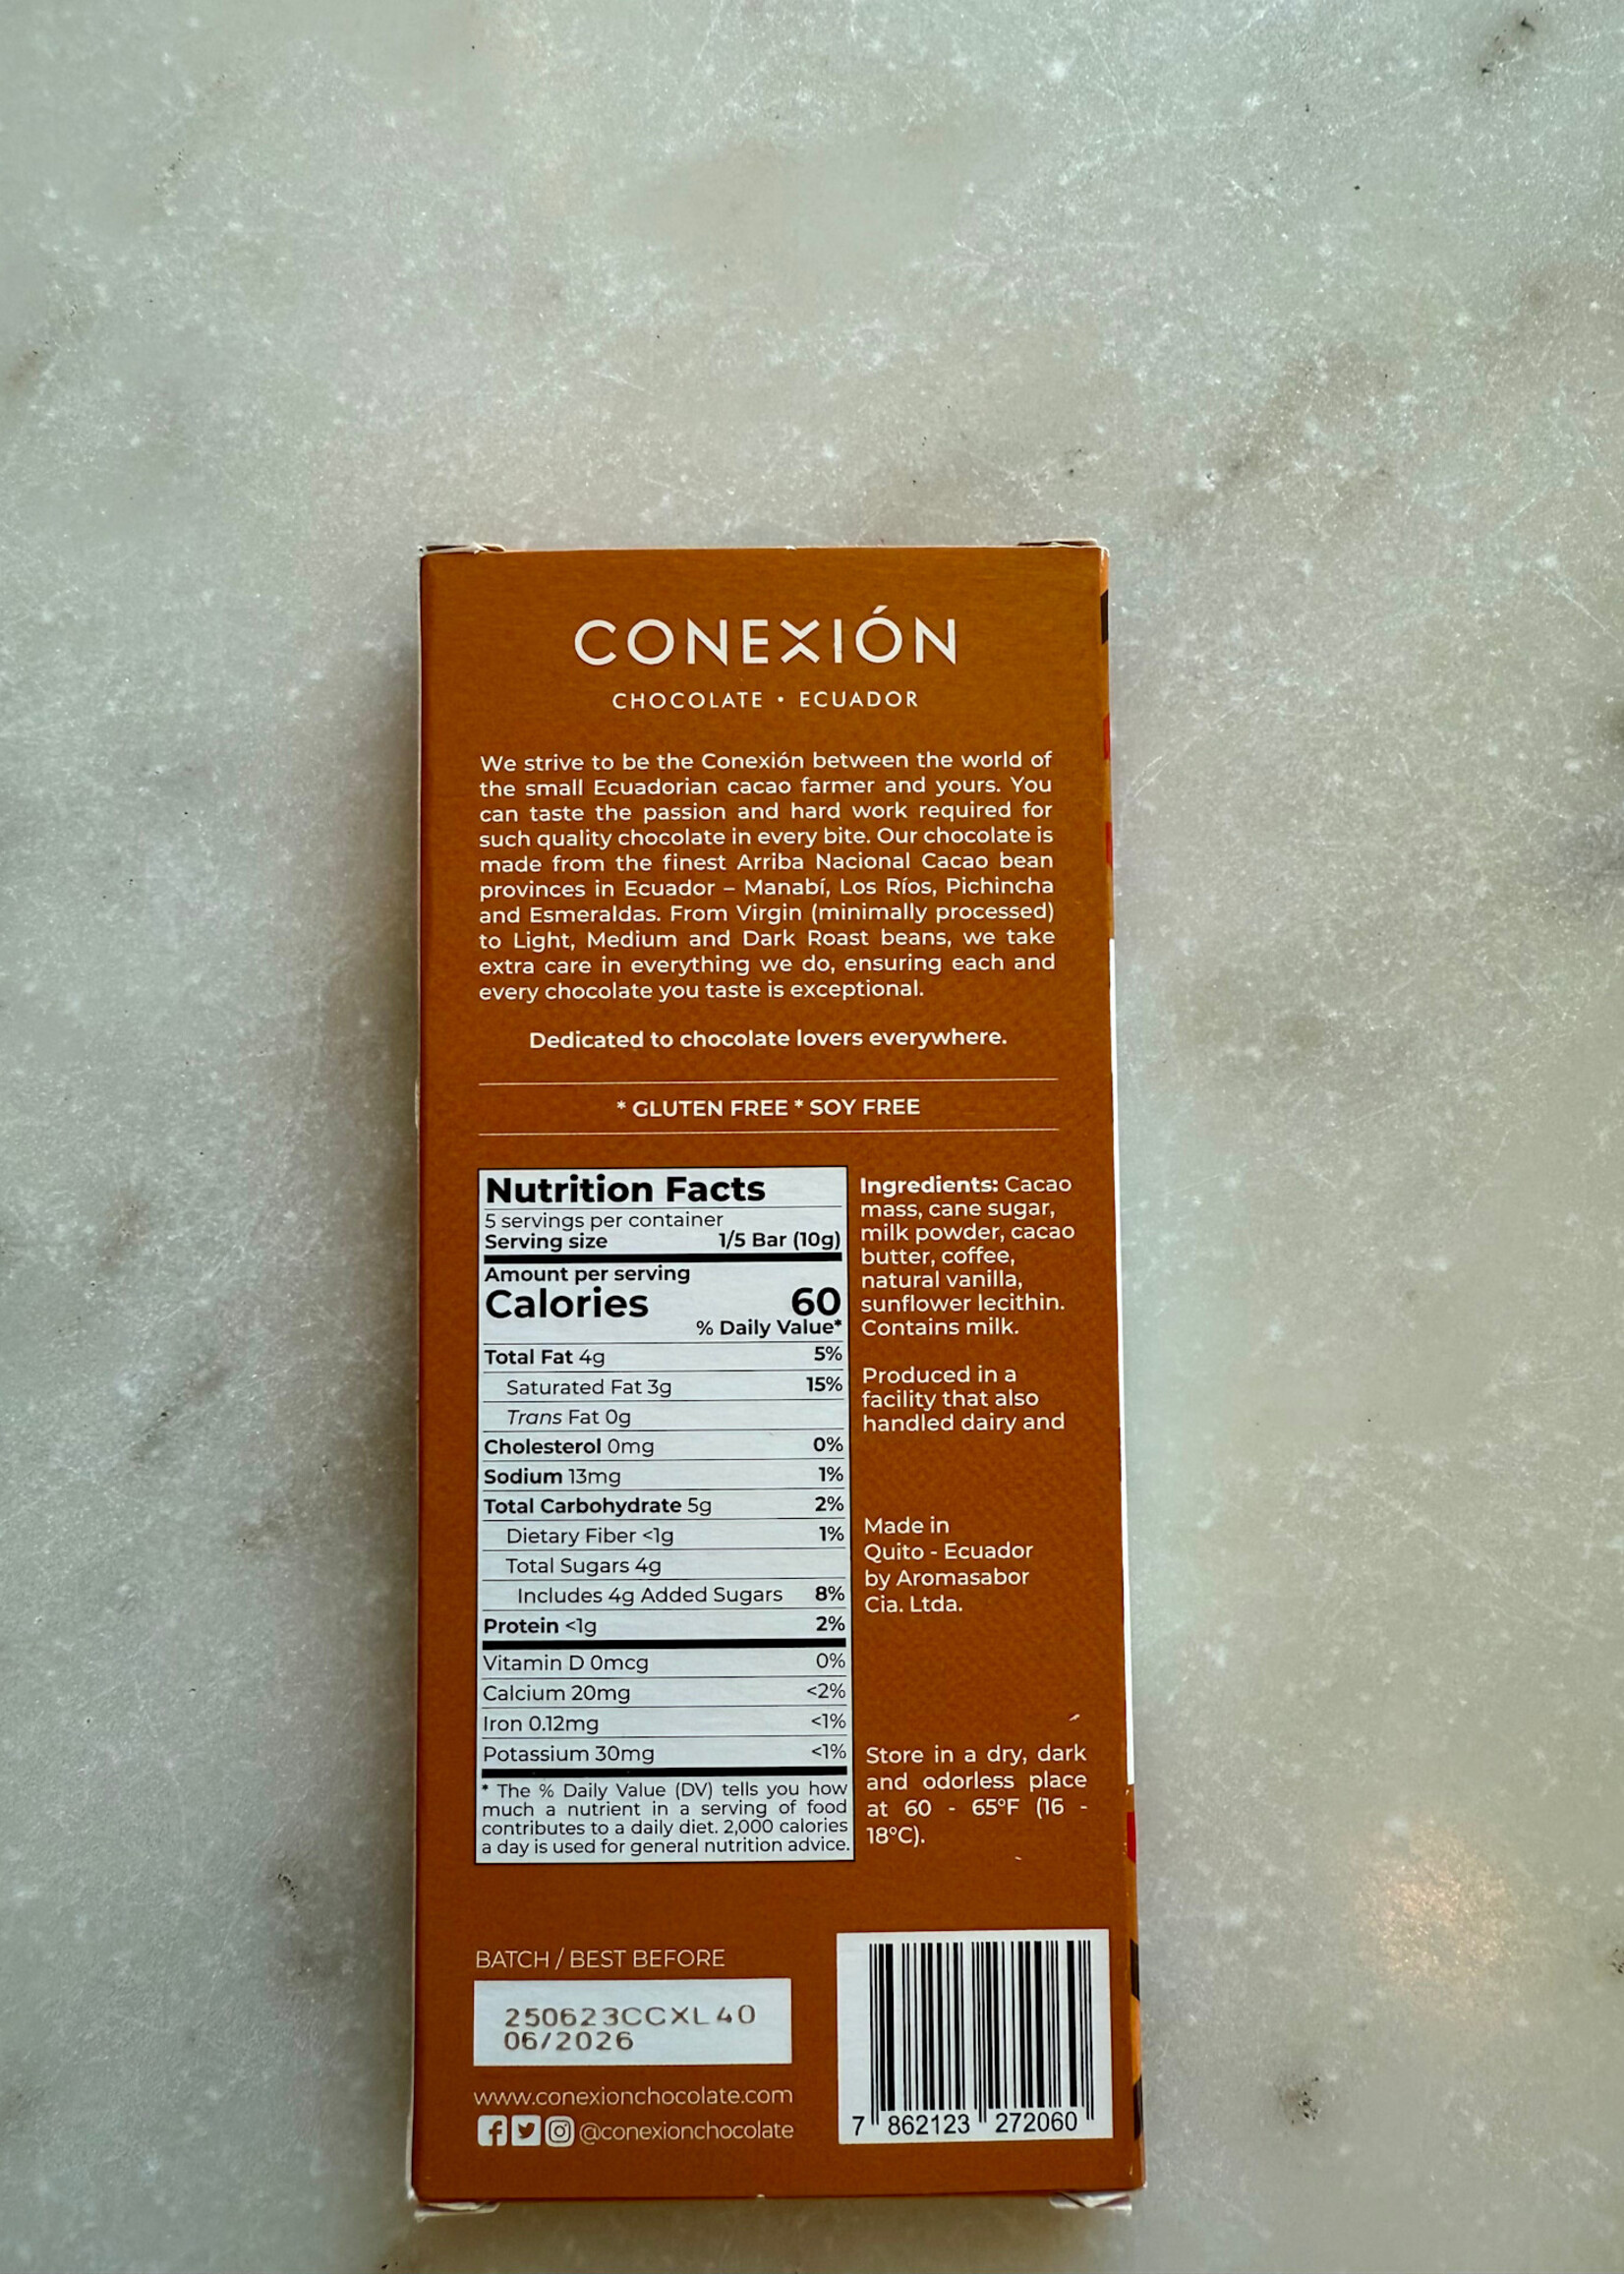 CONEXIÓN
CHOCOLATE • ECUADOR
We strive to be the Conexión between the world of
the small Ecuadorian cacao farmer and yours. You
can taste the passion and hard work required for
such quality chocolate in every bite. Our chocolate is
made from the finest Arriba Nacional Cacao bean
provinces in Ecuador – Manabí, Los Ríos, Pichincha
and Esmeraldas. From Virgin (minimally processed)
to Light, Medium and Dark Roast beans, we take
extra care in everything we do, ensuring each and
every chocolate you taste is exceptional.
Dedicated to chocolate lovers everywhere.
* GLUTEN FREE * SOY FREE
Nutrition Facts
5 servings per container
Serving size 1/5 Bar (10g)
Amount per serving
Calories 60
% Daily Value*
Total Fat 4g 5%
Saturated Fat 3g 15%
Trans Fat 0g
Cholesterol 0mg 0%
Sodium 13mg 1%
Total Carbohydrate 5g 2%
Dietary Fiber <1g 1%
Total Sugars 4g
Includes 4g Added Sugars 8%
Protein <1g 2%
Vitamin D 0mcg 0%
Calcium 20mg <2%
Iron 0.12mg <1%
Potassium 30mg <1%
* The % Daily Value (DV) tells you how
much a nutrient in a serving of food
contributes to a daily diet. 2,000 calories
a day is used for general nutrition advice.
Ingredients: Cacao
mass, cane sugar,
milk powder, cacao
butter, coffee,
natural vanilla,
sunflower lecithin.
Contains milk.
Produced in a
facility that also
handled dairy and
Made in
Quito - Ecuador
by Aromasabor
Cia. Ltda.
Store in a dry, dark
and odorless place
at 60 - 65°F (16 -
18°C).
BATCH / BEST BEFORE
250623CCXL40
06/2026
www.conexionchocolate.com
@conexionchocolate
7 862123 272060